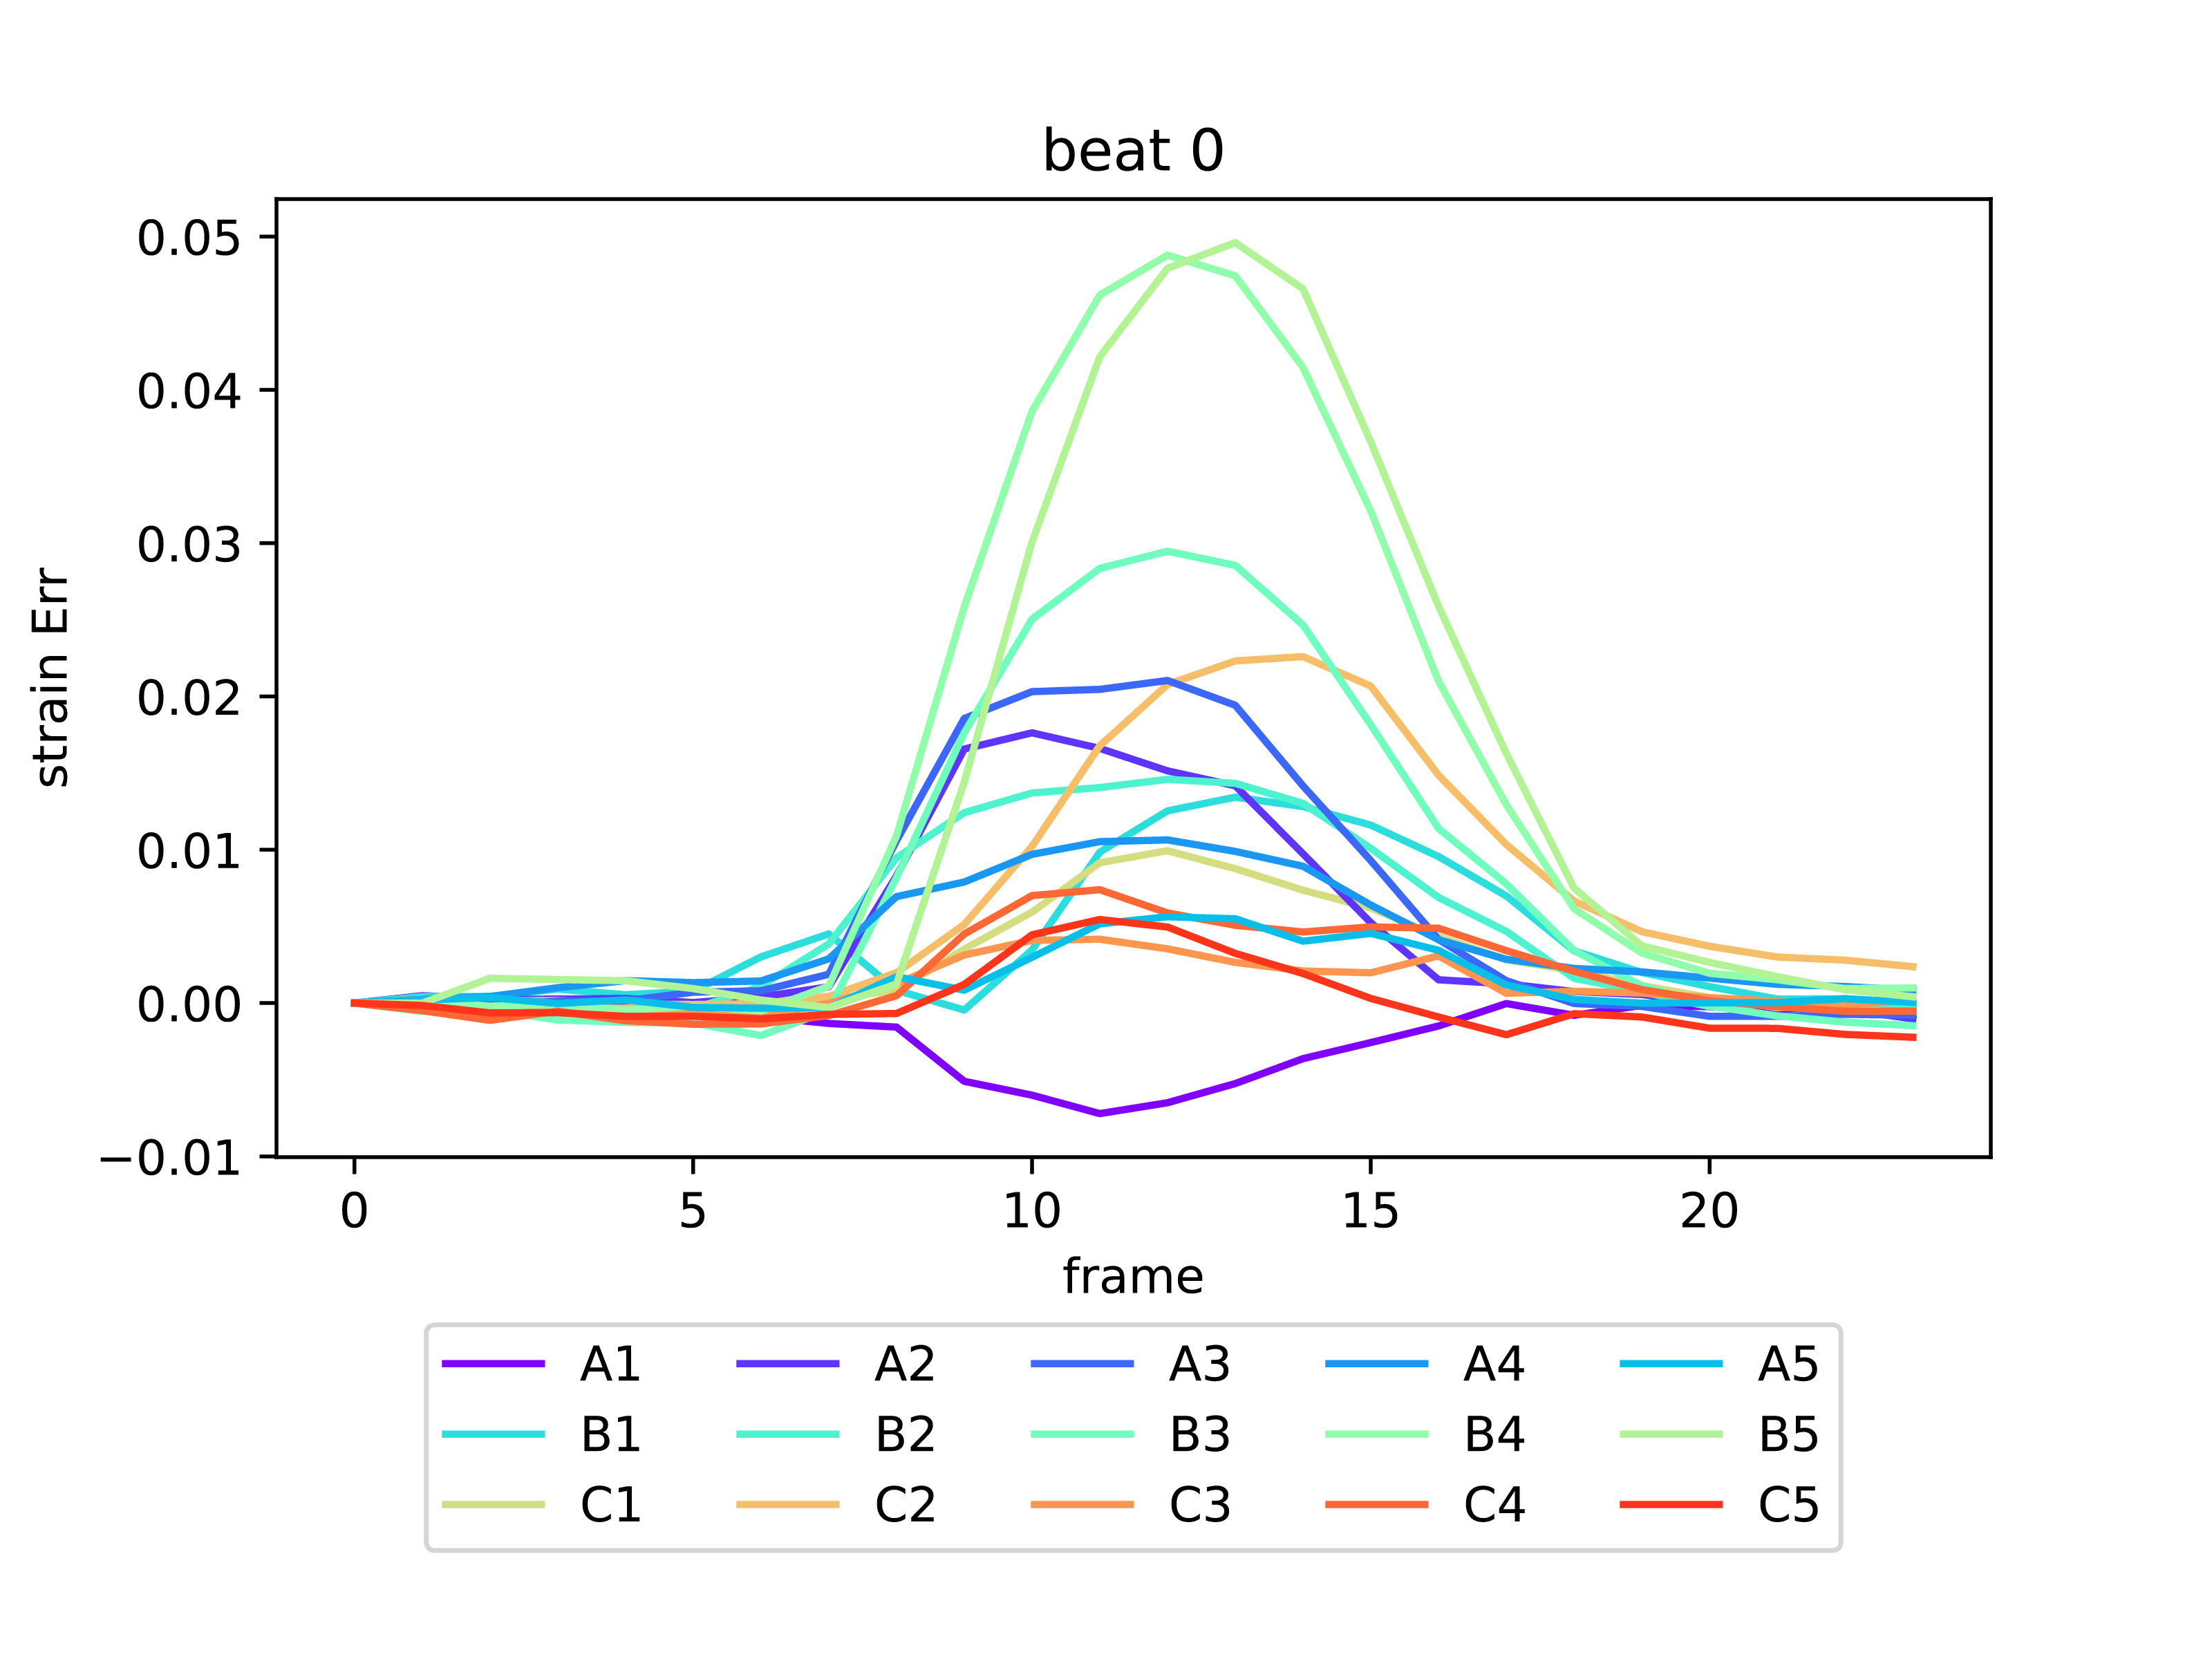 beat 0
0.05
0.04
0.03
0.02
0.01
0.00
−0.01
strain Err
0 5 10 15 20
frame
A1 A2 A3 A4 A5
B1 B2 B3 B4 B5
C1 C2 C3 C4 C5